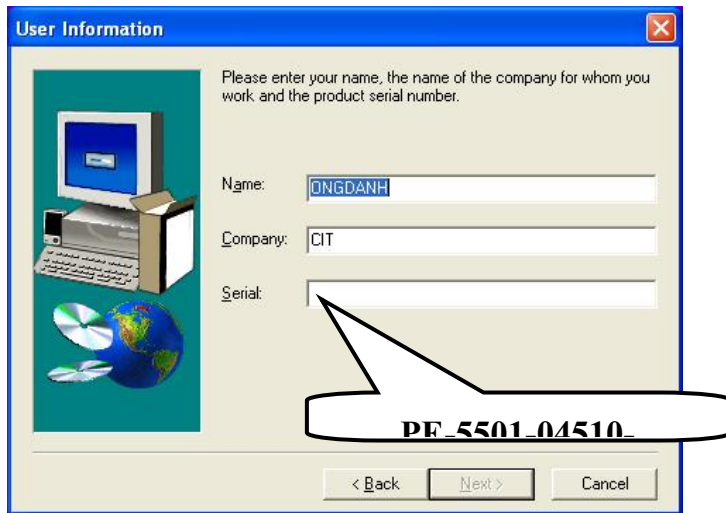 User Information
Please enter your name, the name of the company for whom you
work and the product serial number.
Name: ONGDANH
Company: CIT
Serial:
PF-5501-04510-
< Back Next > Cancel